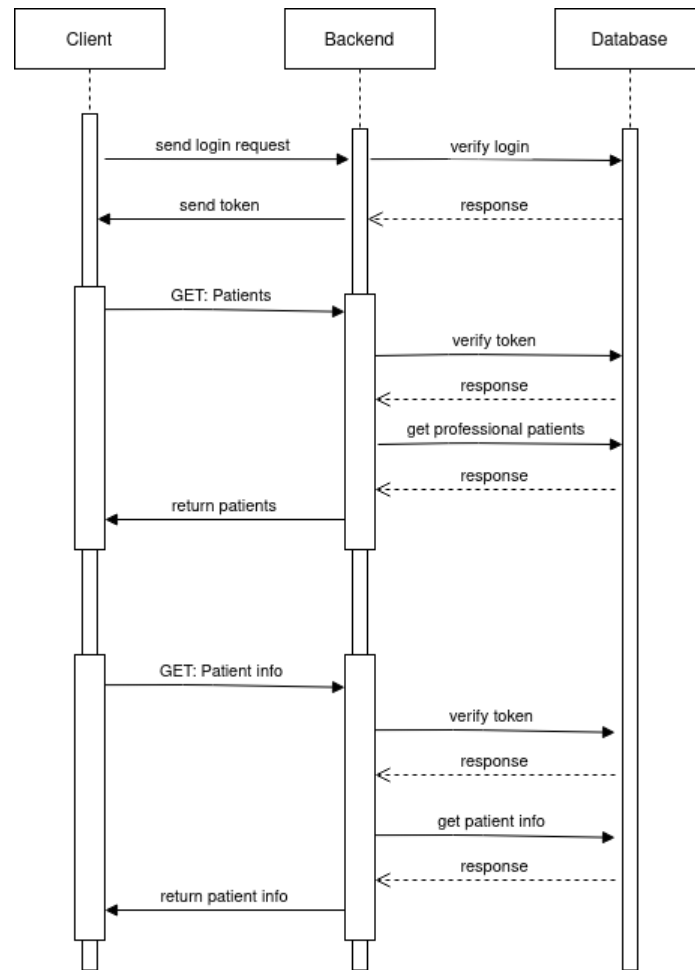 Client
Backend
Database
send login request
verify login
send token
response
GET: Patients
verify token
response
get professional patients
response
return patients
GET: Patient info
verify token
response
get patient info
response
return patient info